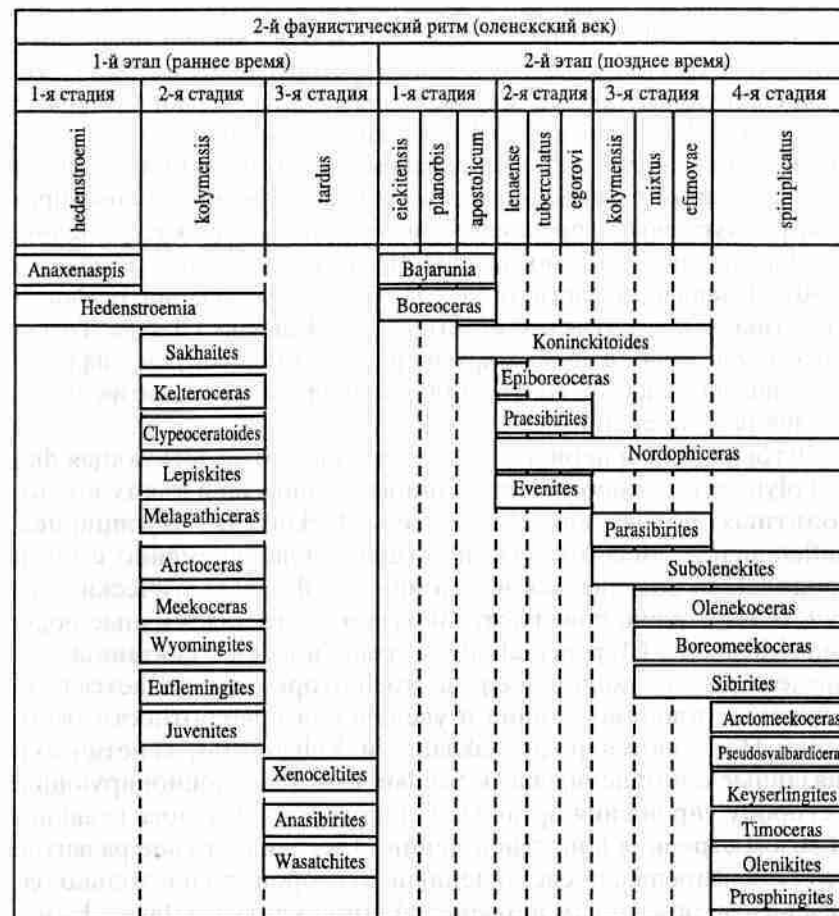 2-й фаунистический ритм (оленекский век)
1-й этап (раннее время) 2-й этап (позднее время)
1-я стадия 2-я стадия 3-я стадия 1-я стадия 2-я стадия 3-я стадия 4-я стадия
hedenstroemi kolymensis tardus eiekitensis planorbis apostolicum lenaense tuberculatus egorovi kolymensis mixtus efimovae spiniplicatus
Anaxenaspis Bajarunia
Hedenstroemia Boreoceras
Koninckitoides
Sakhaites
Epiboreoceras
Kelteroceras
Praesibirites
Clypeoceratoides
Nordophiceras
Lepiskites
Evenites
Melagathiceras
Parasibirites
Arctoceras Subolenekites
Meekoceras Olenekoceras
Wyomingites Boreomeekoceras
Euflemingites Sibirites
Juvenites Arctomeekoceras
Pseudosvalbardiceras
Xenoceltites
Keyserlingites
Anasibirites Timoceras
Wasatchites Olenikites
Prosphingites